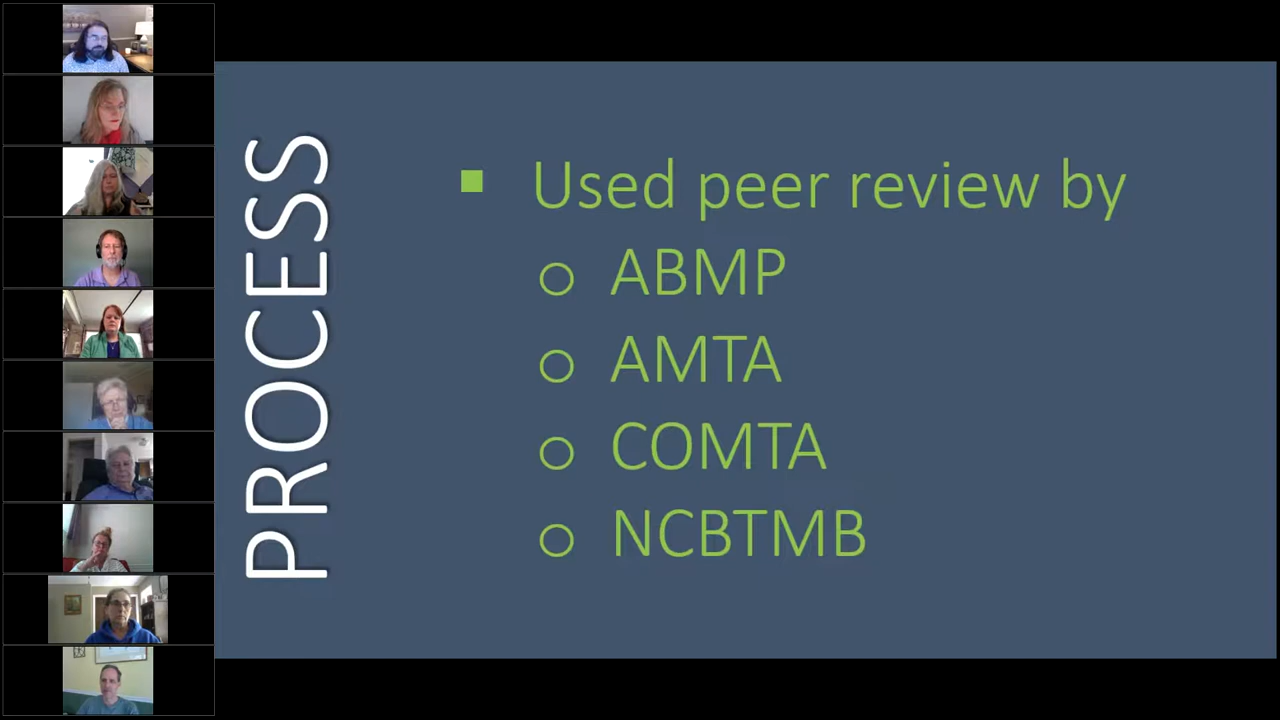 PROCESS
Used peer review by
ABMP
AMTA
COMTA
NCBTMB